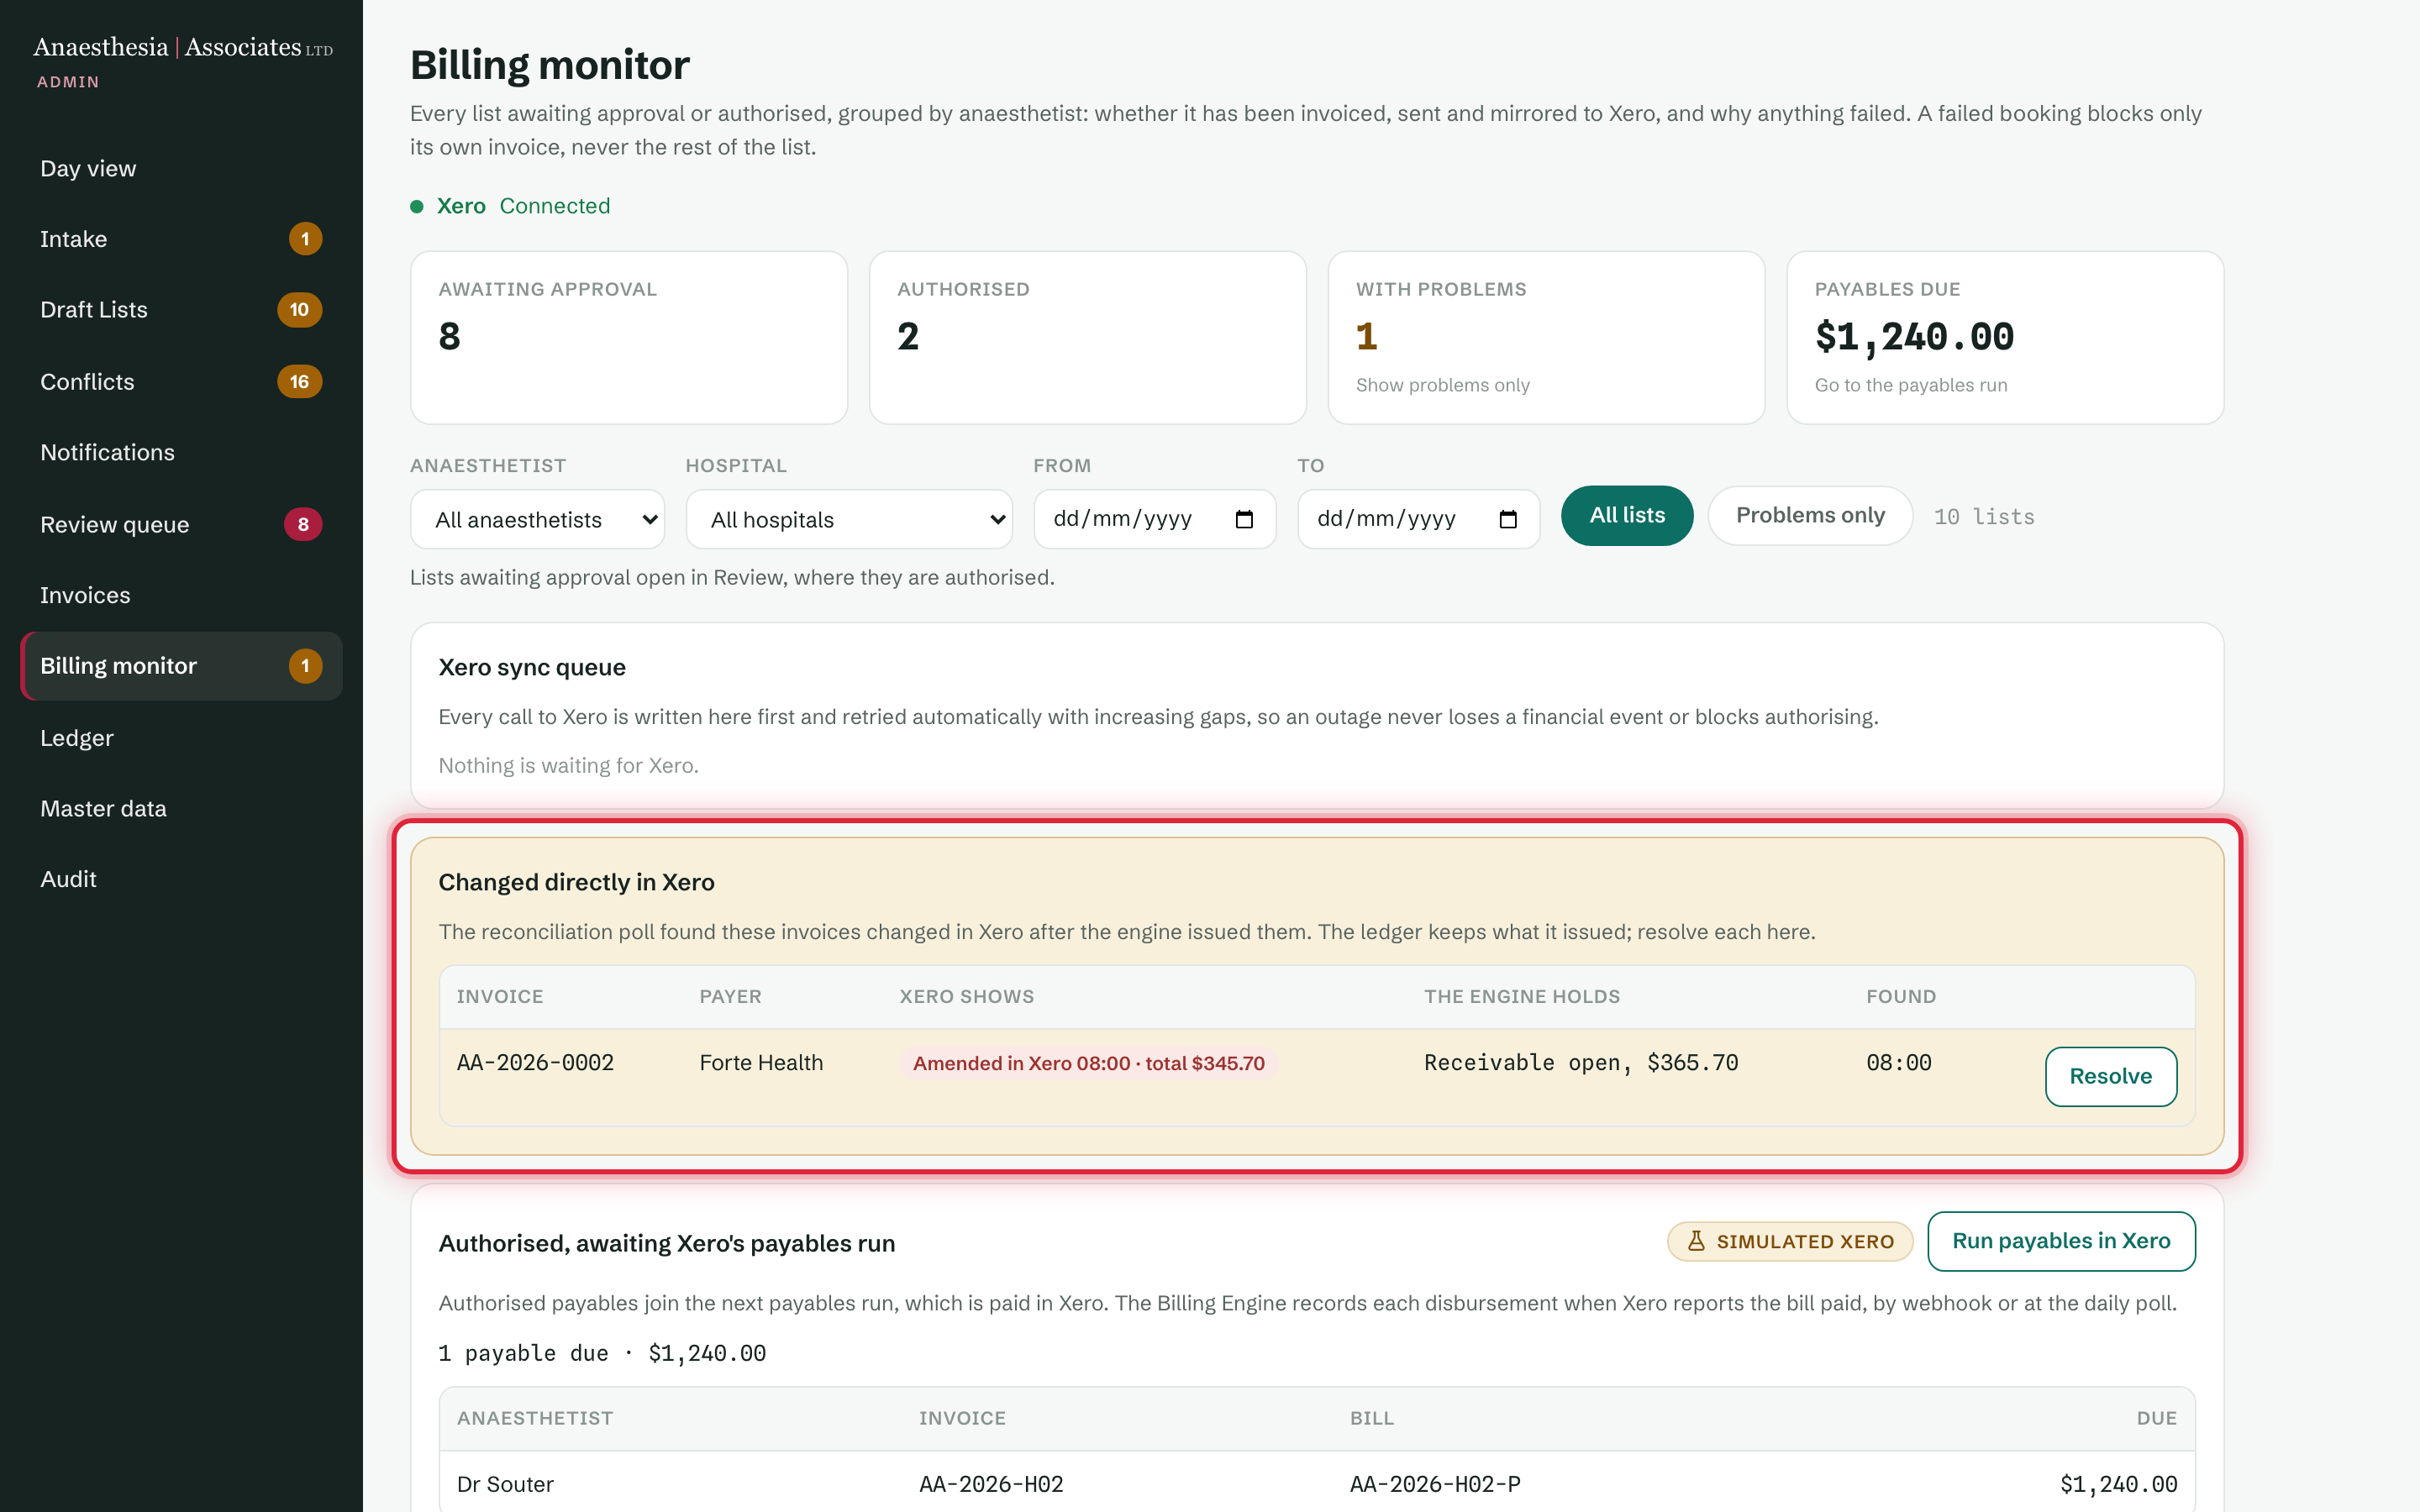 Anaesthesia | Associates LTD
ADMIN
Day view
Intake 1
Draft Lists 10
Conflicts 16
Notifications
Review queue 8
Invoices
Billing monitor 1
Ledger
Master data
Audit
Billing monitor
Every list awaiting approval or authorised, grouped by anaesthetist: whether it has been invoiced, sent and mirrored to Xero, and why anything failed. A failed booking blocks only
its own invoice, never the rest of the list.
Xero Connected
AWAITING APPROVAL
8
AUTHORISED
2
WITH PROBLEMS
1
Show problems only
PAYABLES DUE
$1,240.00
Go to the payables run
ANAESTHETIST HOSPITAL FROM TO
All anaesthetists All hospitals dd/mm/yyyy dd/mm/yyyy All lists Problems only 10 lists
Lists awaiting approval open in Review, where they are authorised.
Xero sync queue
Every call to Xero is written here first and retried automatically with increasing gaps, so an outage never loses a financial event or blocks authorising.
Nothing is waiting for Xero.
Changed directly in Xero
The reconciliation poll found these invoices changed in Xero after the engine issued them. The ledger keeps what it issued; resolve each here.
INVOICE PAYER XERO SHOWS THE ENGINE HOLDS FOUND
AA-2026-0002 Forte Health Amended in Xero 08:00 · total $345.70 Receivable open, $365.70 08:00 Resolve
Authorised, awaiting Xero's payables run SIMULATED XERO Run payables in Xero
Authorised payables join the next payables run, which is paid in Xero. The Billing Engine records each disbursement when Xero reports the bill paid, by webhook or at the daily poll.
1 payable due · $1,240.00
ANAESTHETIST INVOICE BILL DUE
Dr Souter AA-2026-H02 AA-2026-H02-P $1,240.00